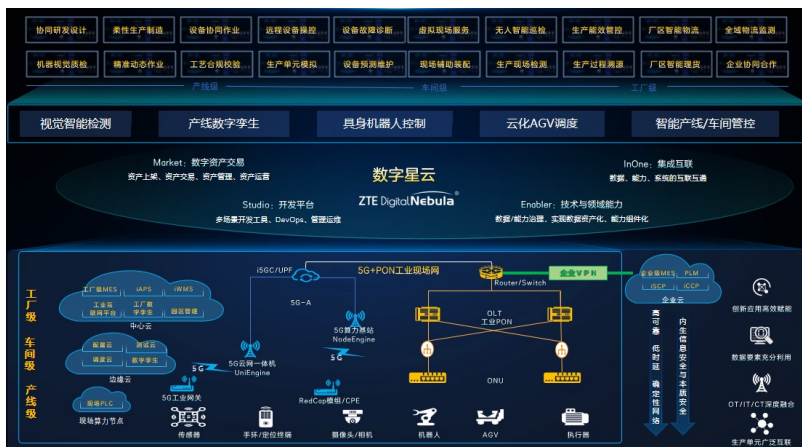 协同研发设计
柔性生产制造
设备协同作业
远程设备操控
设备故障诊断
虚拟现场服务
无人智能巡检
生产能效管控
厂区智能物流
全域物流监测
机器视觉质检
精准动态作业
工艺合规校验
生产单元模拟
设备预测维护
现场辅助装配
生产现场检测
生产过程溯源
厂区智能理货
企业协同合作
产线级
车间级
工厂级
视觉智能检测
产线数字孪生
具身机器人控制
云化AGV调度
智能产线/车间管控
Market：数字资产交易
资产上架、资产交易、资产管理、资产运营
数字星云
ZTE Digital Nebula
InOne：集成互联
数据、能力、系统的互联互通
Studio：开发平台
多场景开发工具、DevOps、管理运维
Enabler：技术与领域能力
数据/能力治理，实现数据资产化、能力组件化
工厂级
车间级
产线级
工厂级MES
iAPS
iWMS
工业互联网平台
工厂数字孪生
园区管理
中心云
配置云
测试云
调度云
数字孪生
边缘云
现场PLC
现场算力节点
i5GC/UPF
5G+PON工业现场网
5G-A
5G算力基站
NodeEngine
5G云网一体机
UniEngine
5G
5G
5G工业网关
RedCap模组/CPE
Router/Switch
OLT
工业PON
ONU
传感器
手环/定位终端
摄像头/相机
机器人
AGV
执行器
企业VPN
企业级MES
PLM
iSCP
iCCP
企业云
高可靠 低时延 确定性网络
内生信息安全与本质安全
创新应用高效赋能
数据要素充分利用
OT/IT/CT深度融合
生产单元广泛互联